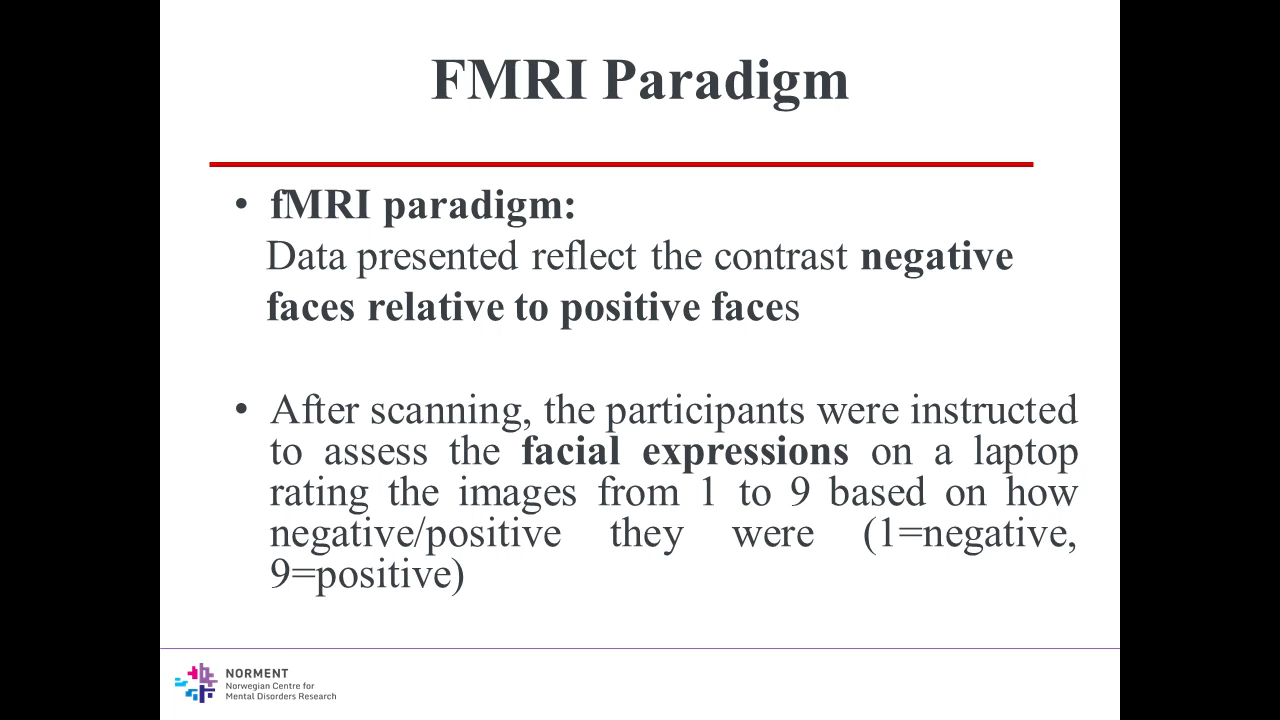 FMRI Paradigm
• fMRI paradigm:
Data presented reflect the contrast negative
faces relative to positive faces
• After scanning, the participants were instructed
to assess the facial expressions on a laptop
rating the images from 1 to 9 based on how
negative/positive they were (1=negative,
9=positive)
NORMENT
Norwegian Centre for
Mental Disorders Research